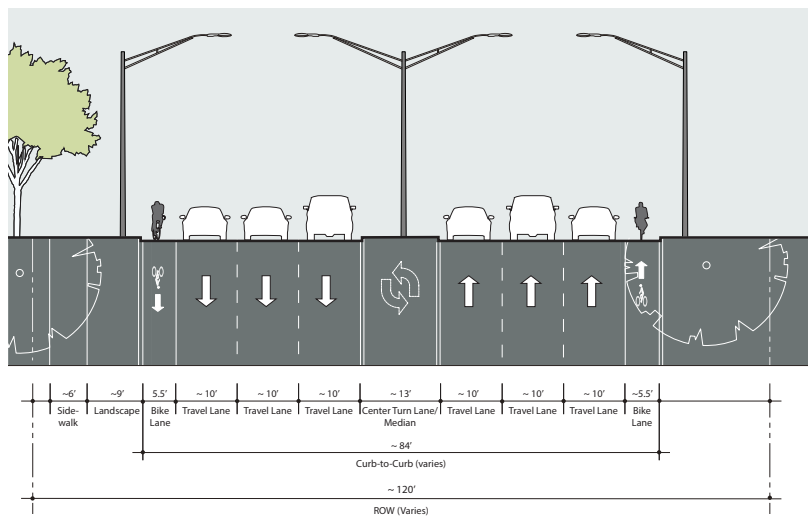 ~6’
~9’
5.5’
~ 10’
~ 10’
~ 10’
~ 13’
~ 10’
~ 10’
~ 10’
~5.5’
Side-
walk
Landscape
Bike
Lane
Travel Lane
Travel Lane
Travel Lane
Center Turn Lane/
Median
Travel Lane
Travel Lane
Travel Lane
Bike
Lane
~ 84’
Curb-to-Curb (varies)
~ 120’
ROW (Varies)